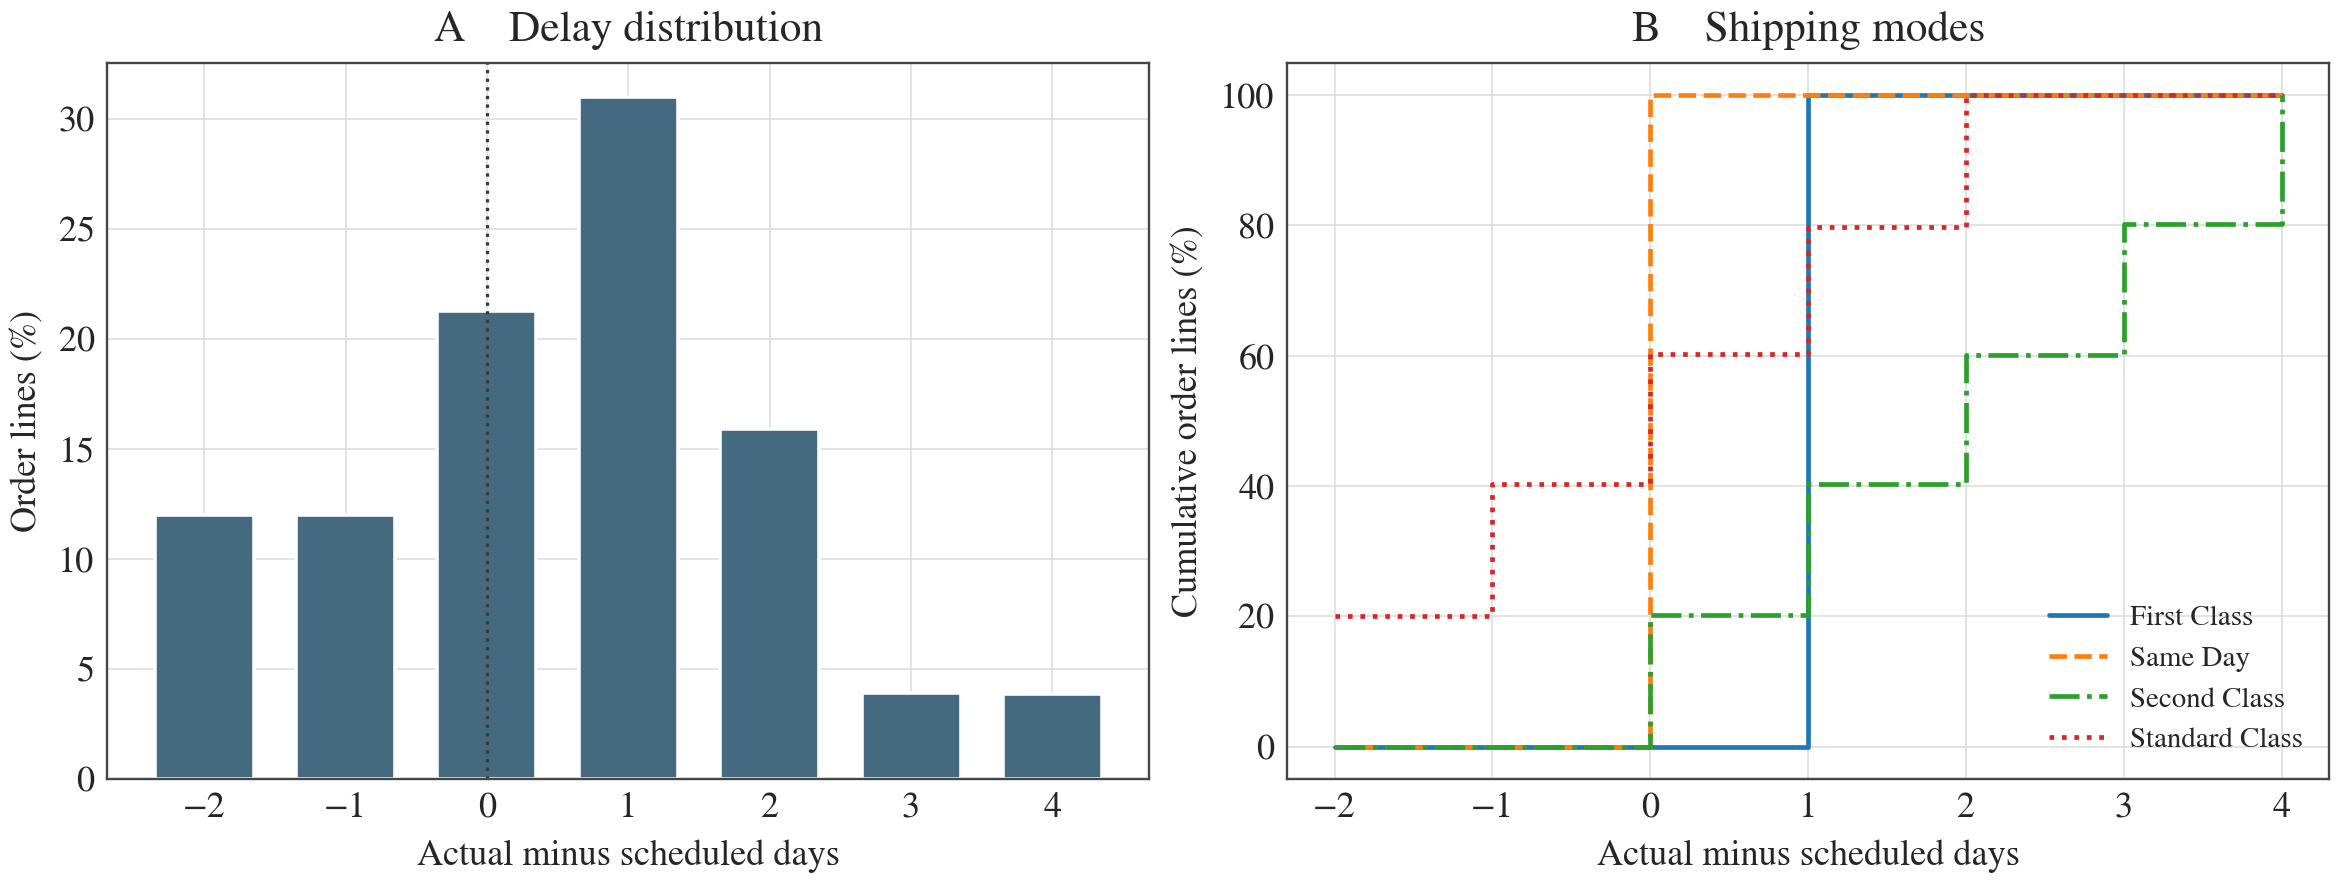 A Delay distribution
30
25
20
15
10
5
0
Order lines (%)
−2 −1 0 1 2 3 4
Actual minus scheduled days
B Shipping modes
100
80
60
40
20
0
Cumulative order lines (%)
First Class
Same Day
Second Class
Standard Class
−2 −1 0 1 2 3 4
Actual minus scheduled days